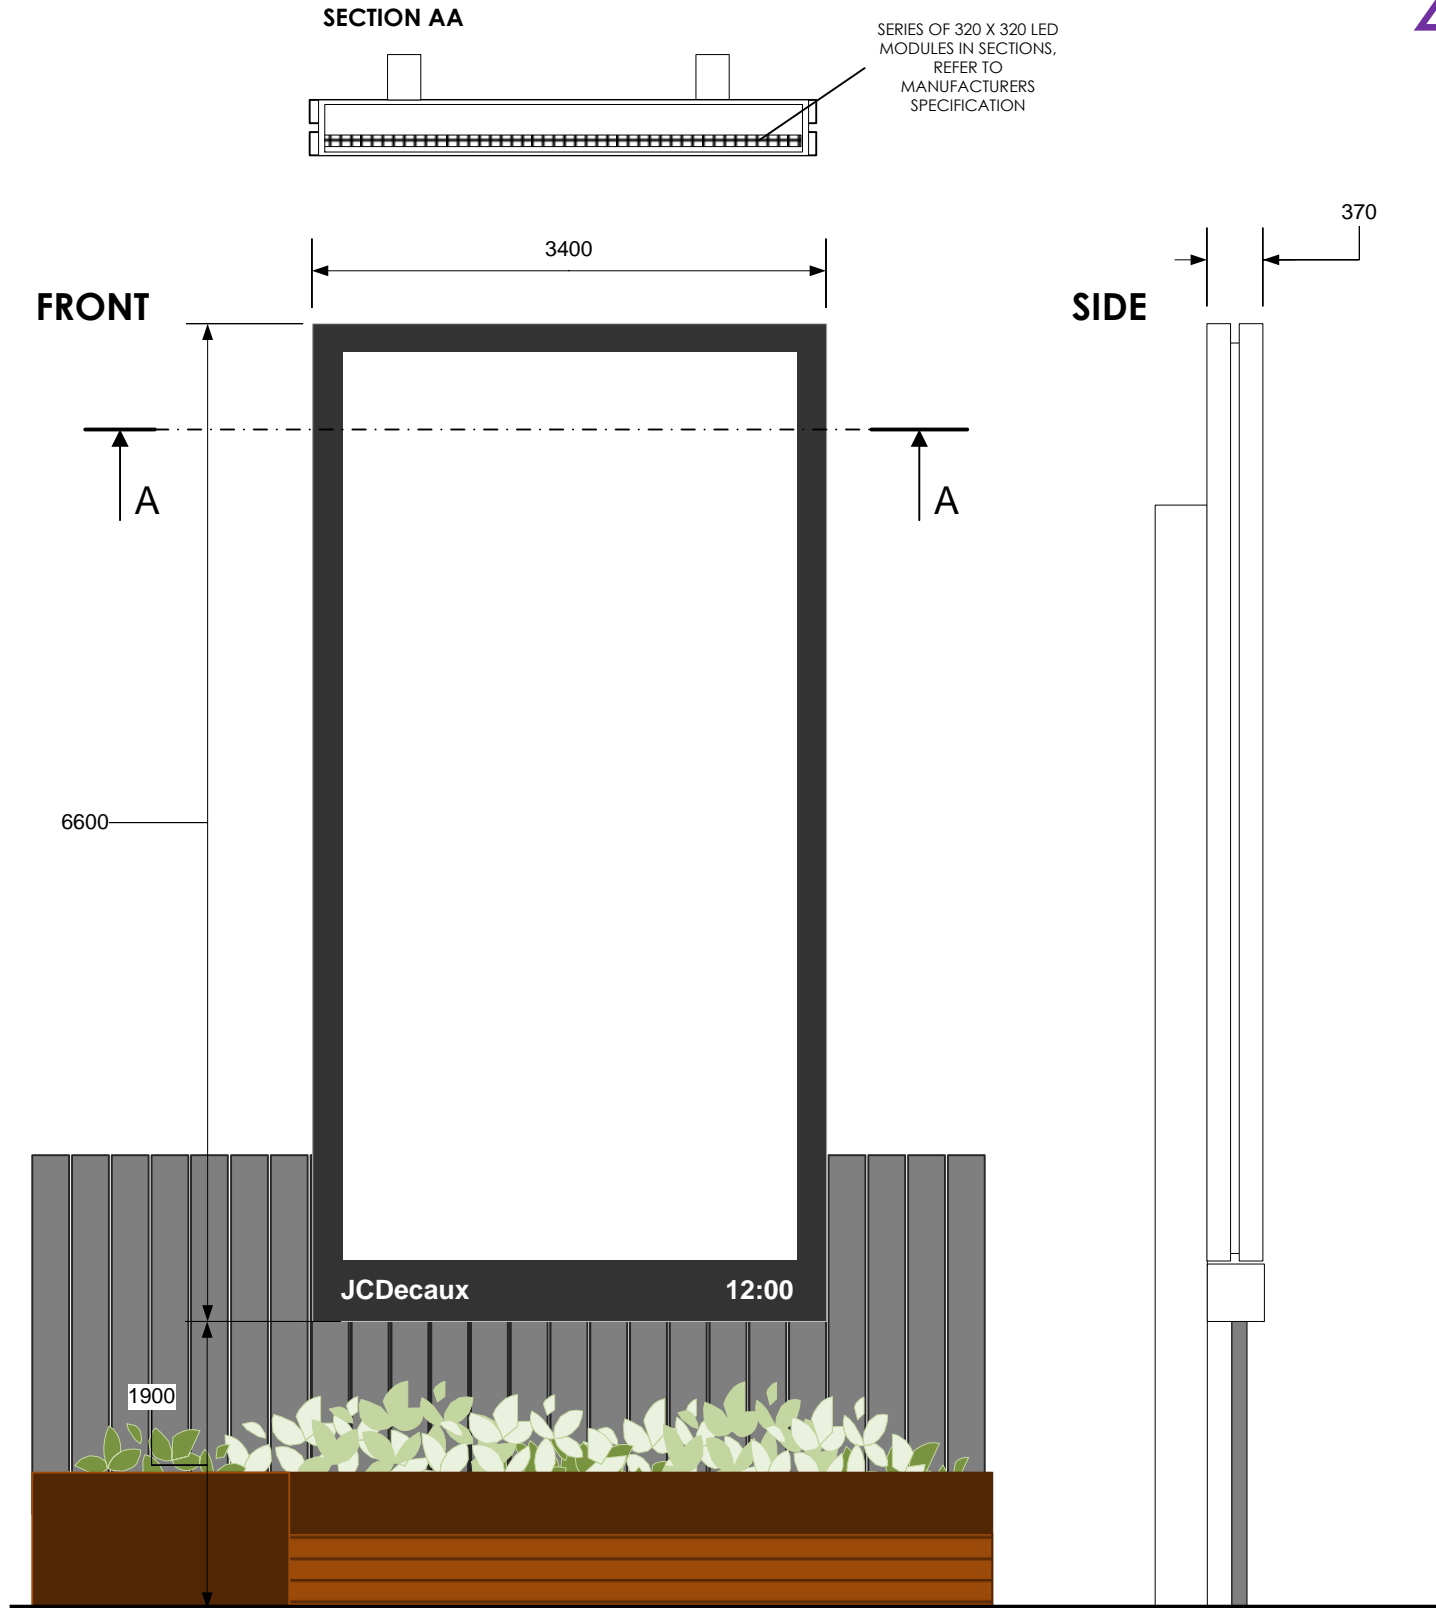 SECTION AA
SERIES OF 320 X 320 LED
MODULES IN SECTIONS,
REFER TO
MANUFACTURERS
SPECIFICATION
370
3400
FRONT
SIDE
A
A
6600
JCDecaux
12:00
1900